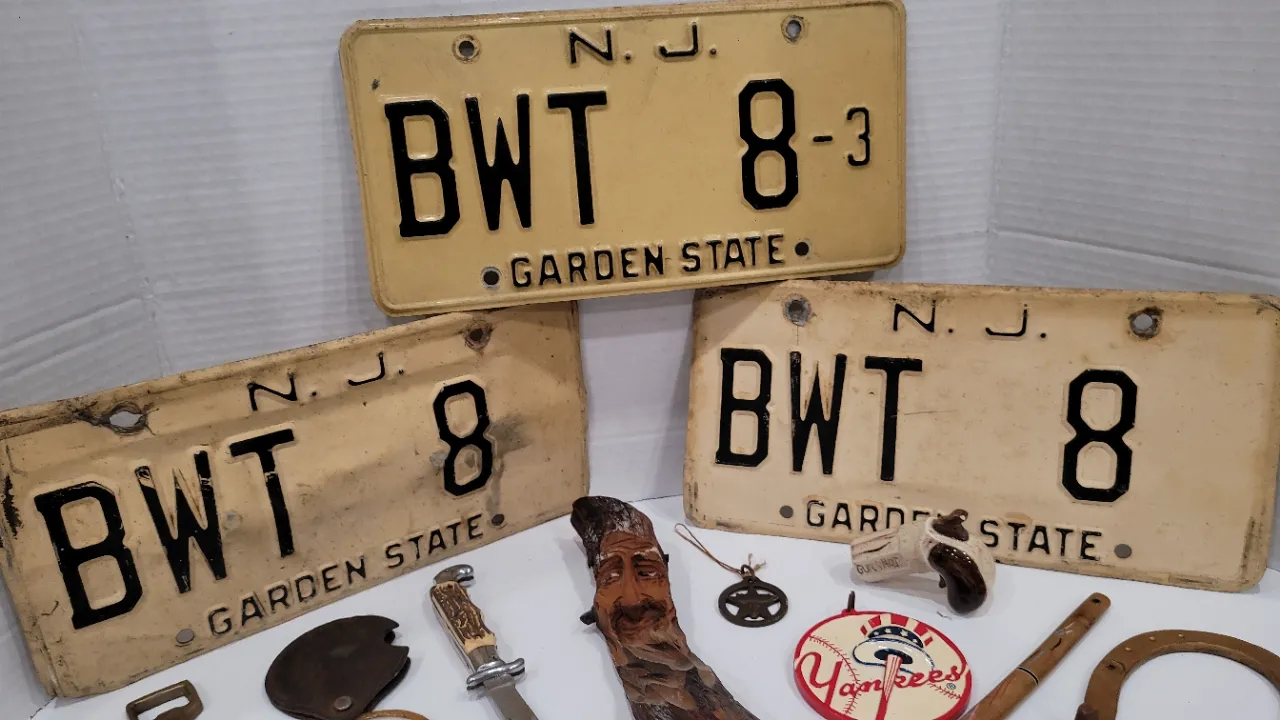 N. J.
BWT 8-3
GARDEN STATE
N. J.
BWT 8
GARDEN STATE
N. J.
BWT 8
GARDEN STATE
Yankees